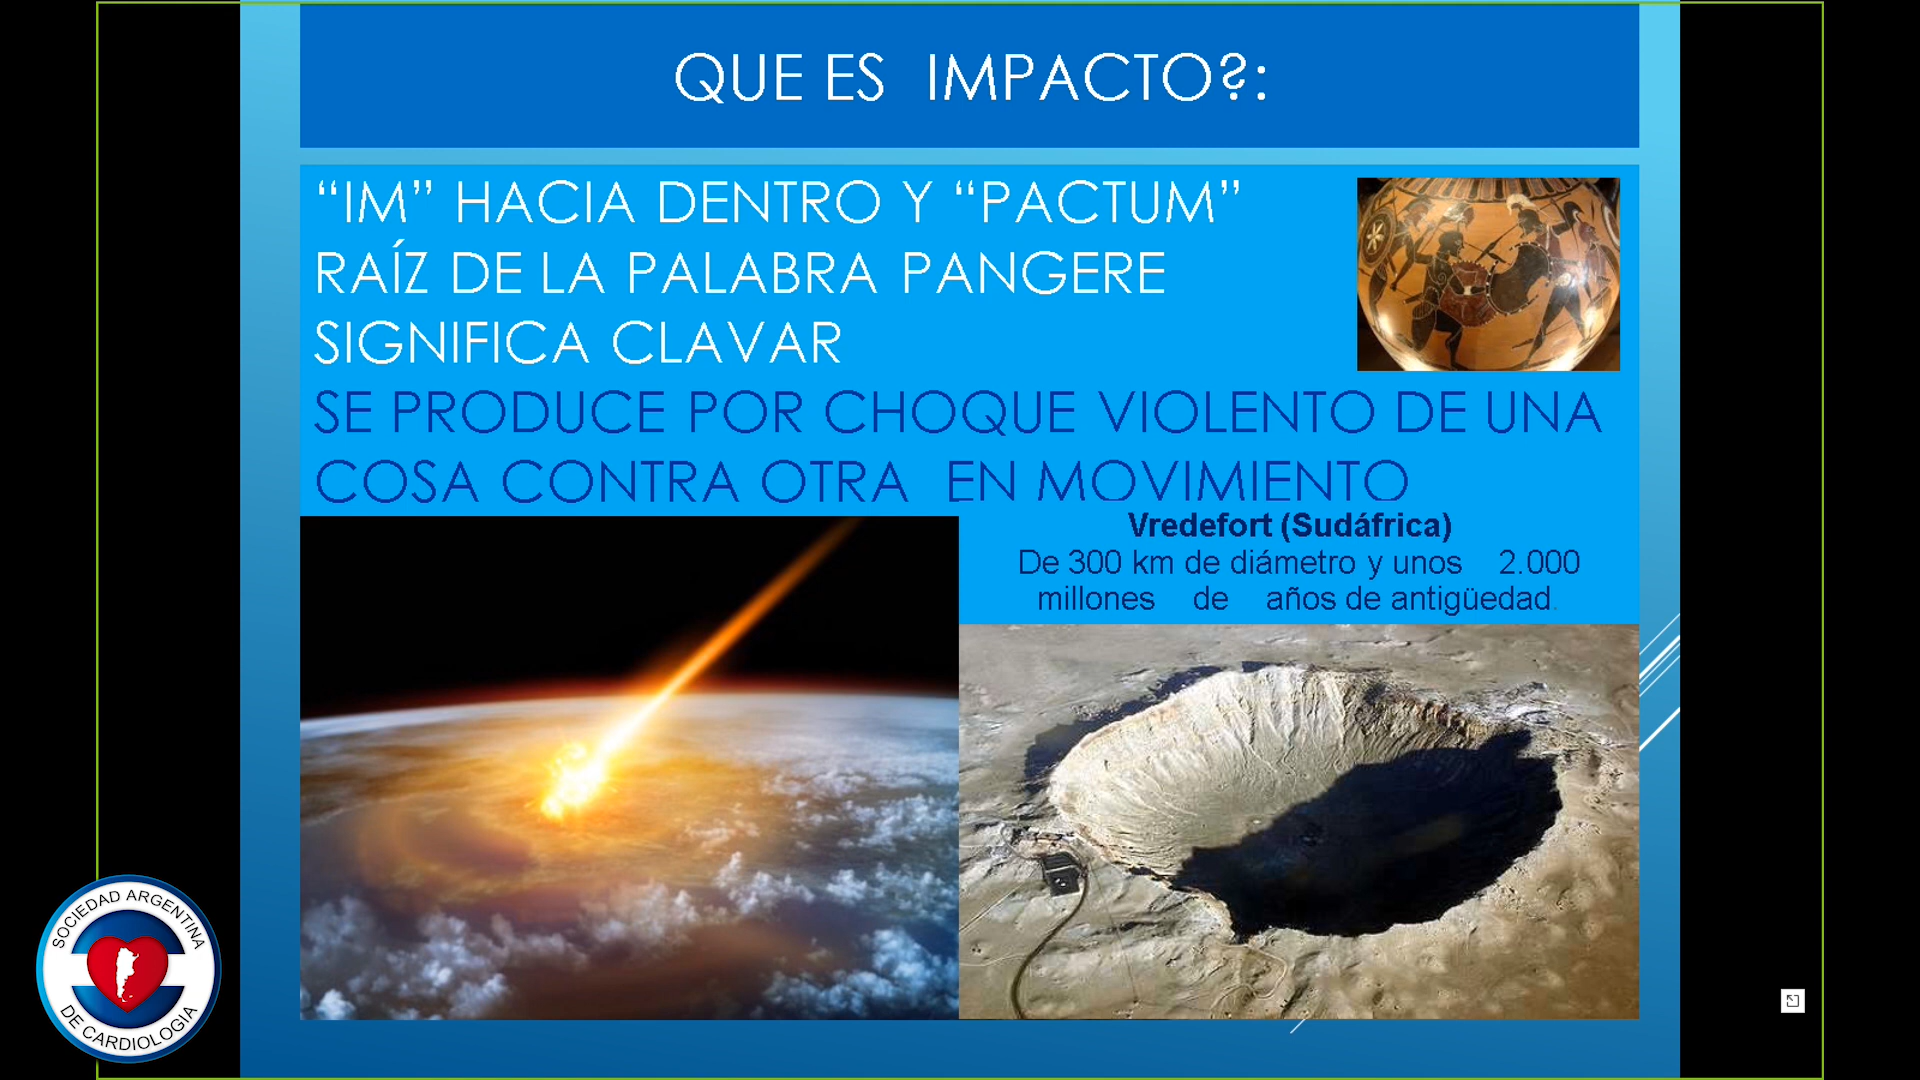 QUE ES  IMPACTO?:
“IM” HACIA DENTRO Y “PACTUM”
RAÍZ DE LA PALABRA PANGERE
SIGNIFICA CLAVAR
SE PRODUCE POR CHOQUE VIOLENTO DE UNA
COSA CONTRA OTRA  EN MOVIMIENTO
Vredefort (Sudáfrica)
De 300 km de diámetro y unos    2.000
millones    de    años de antigüedad.
SOCIEDAD ARGENTINA
DE CARDIOLOGIA